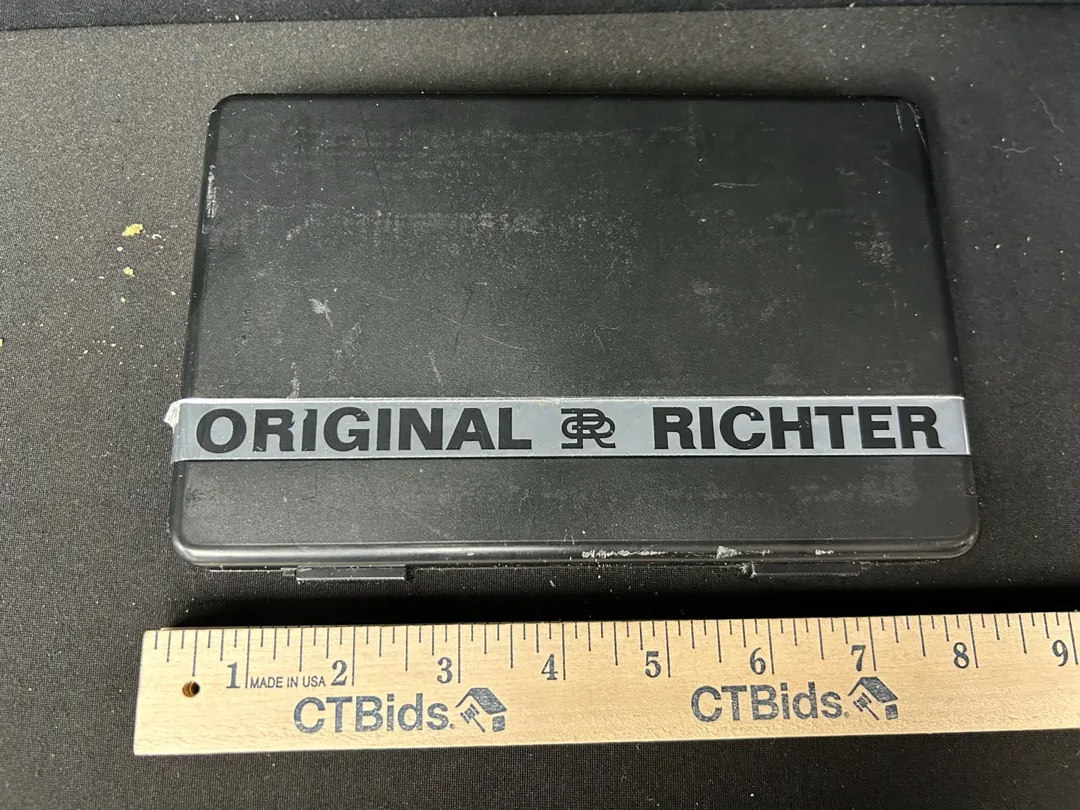 ORIGINAL R RICHTER
1 2 3 4 5 6 7 8 9
MADE IN USA
CTBids. CTBids.